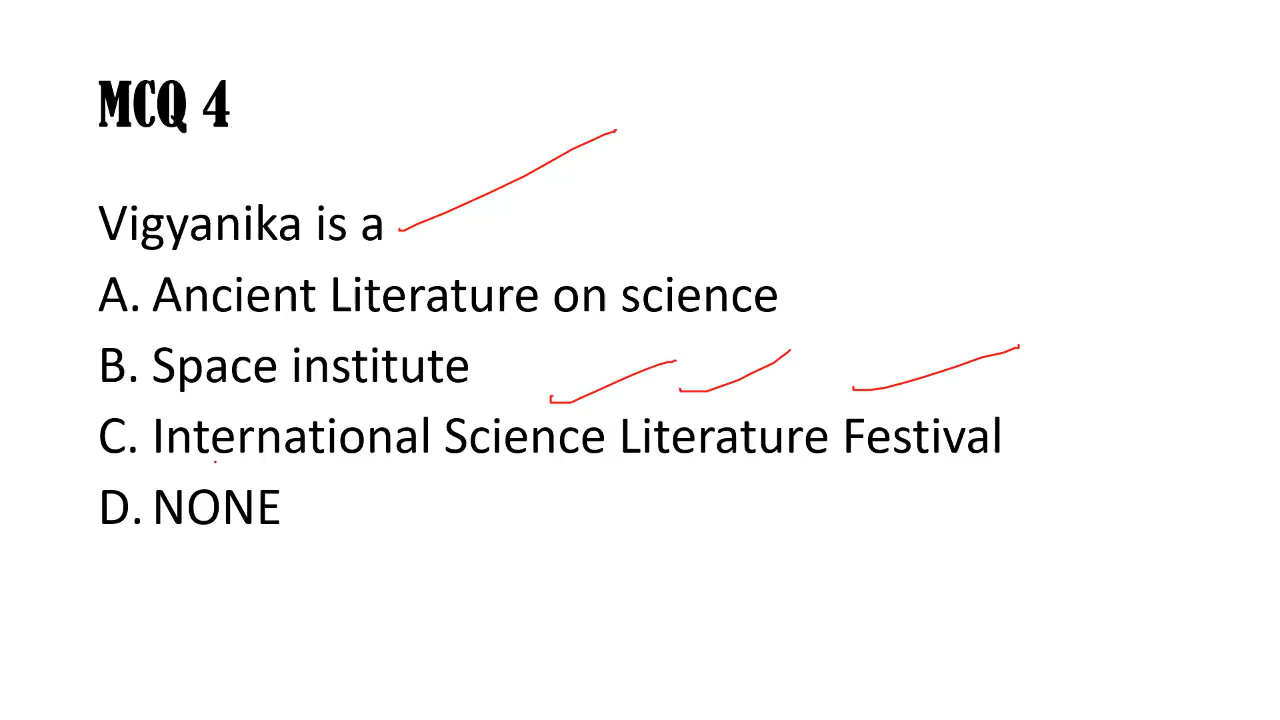 MCQ 4
Vigyanika is a
A. Ancient Literature on science
B. Space institute
C. International Science Literature Festival
D. NONE